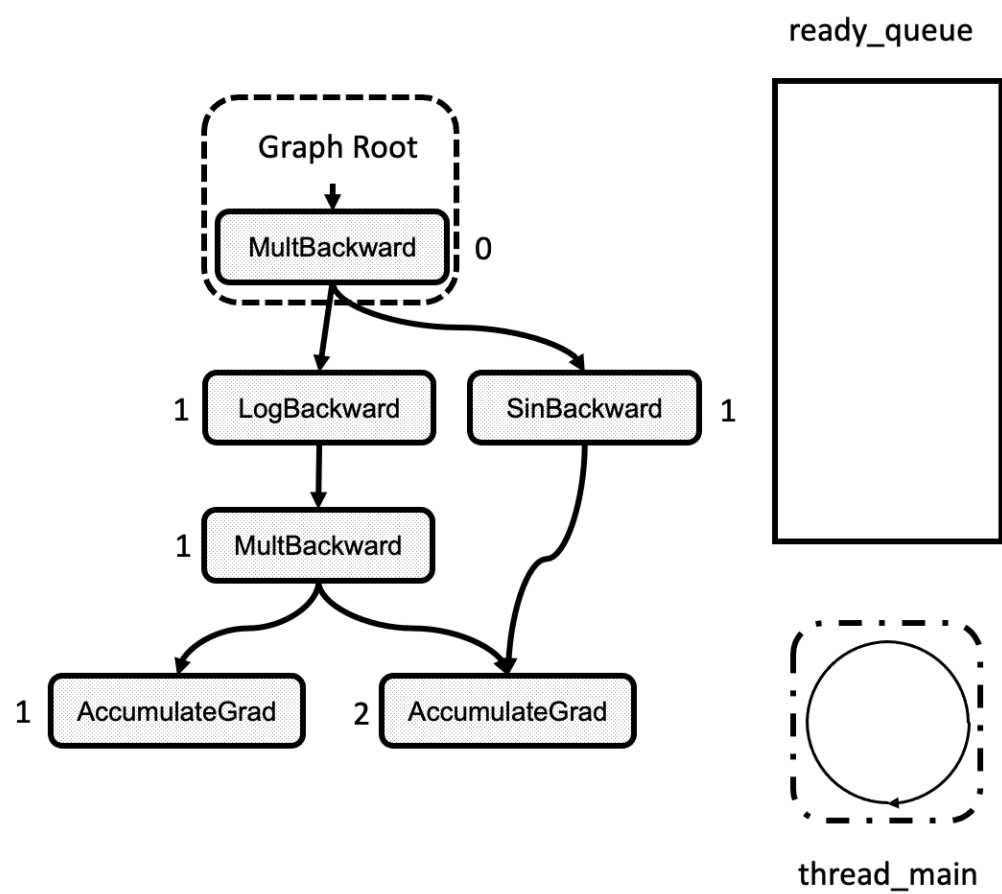 ready_queue
Graph Root
MultBackward
0
1
LogBackward
SinBackward
1
1
MultBackward
1
AccumulateGrad
2
AccumulateGrad
thread_main